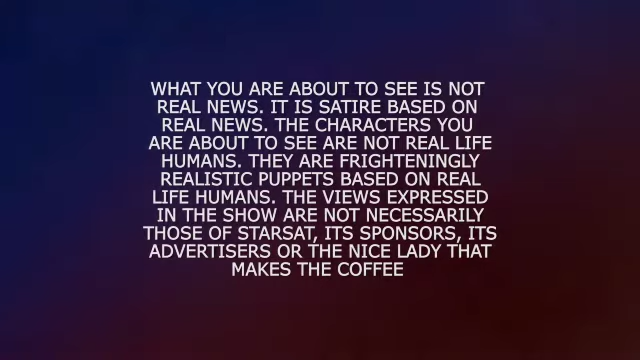 WHAT YOU ARE ABOUT TO SEE IS NOT
REAL NEWS. IT IS SATIRE BASED ON
REAL NEWS. THE CHARACTERS YOU
ARE ABOUT TO SEE ARE NOT REAL LIFE
HUMANS. THEY ARE FRIGHTENINGLY
REALISTIC PUPPETS BASED ON REAL
LIFE HUMANS. THE VIEWS EXPRESSED
IN THE SHOW ARE NOT NECESSARILY
THOSE OF STARSAT, ITS SPONSORS, ITS
ADVERTISERS OR THE NICE LADY THAT
MAKES THE COFFEE